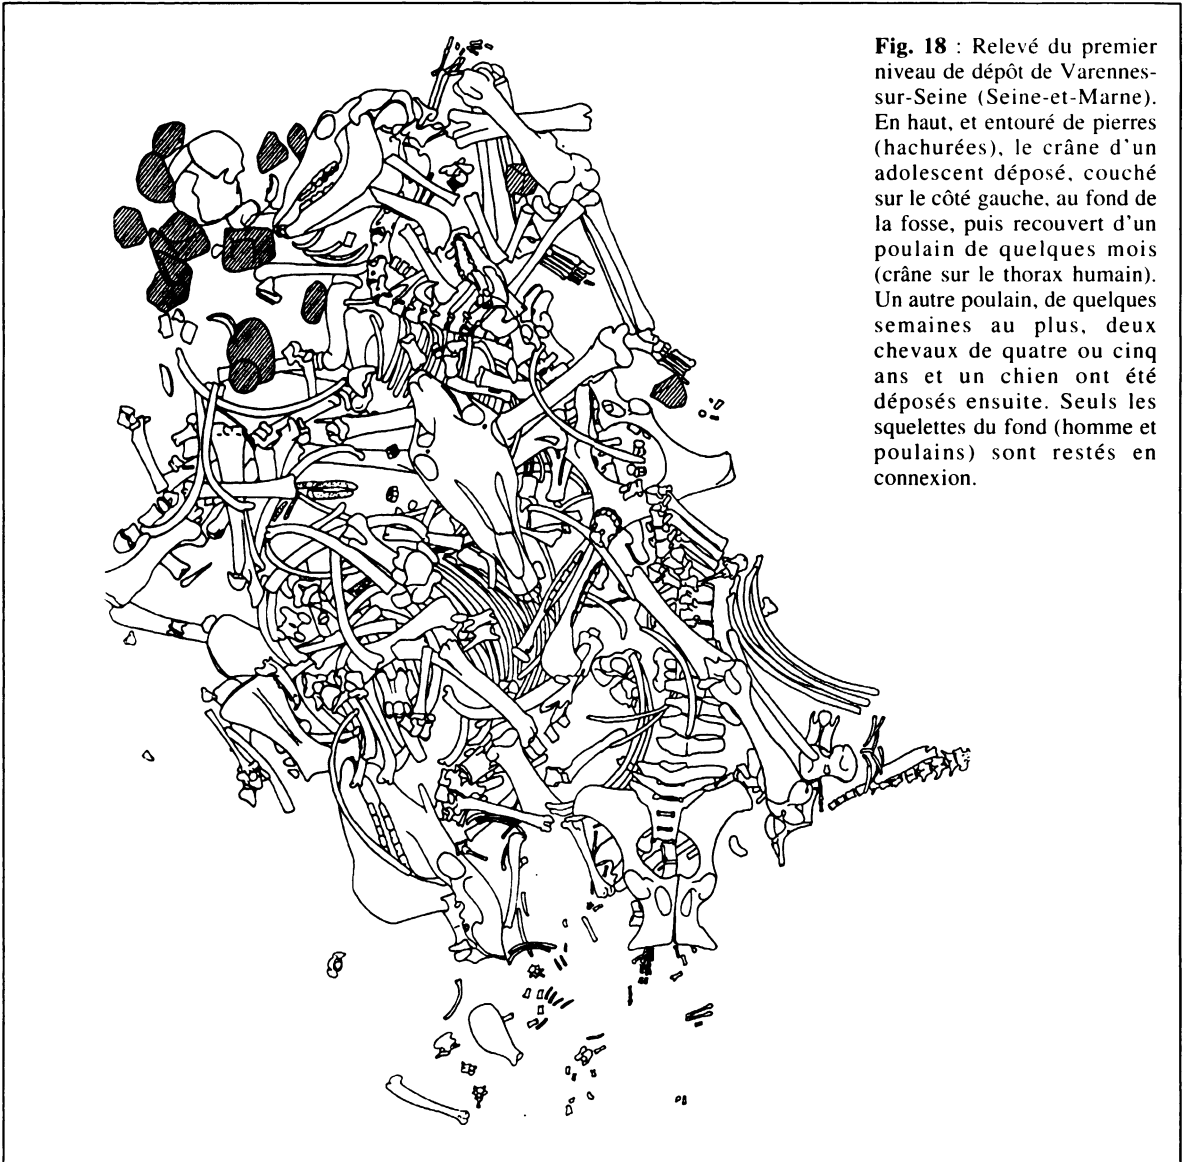 Fig. 18 : Relevé du premier
niveau de dépôt de Varennes-
sur-Seine (Seine-et-Marne).
En haut, et entouré de pierres
(hachurées), le crâne d'un
adolescent déposé, couché
sur le côté gauche, au fond de
la fosse, puis recouvert d'un
poulain de quelques mois
(crâne sur le thorax humain).
Un autre poulain, de quelques
semaines au plus, deux
chevaux de quatre ou cinq
ans et un chien ont été
déposés ensuite. Seuls les
squelettes du fond (homme et
poulains) sont restés en
connexion.